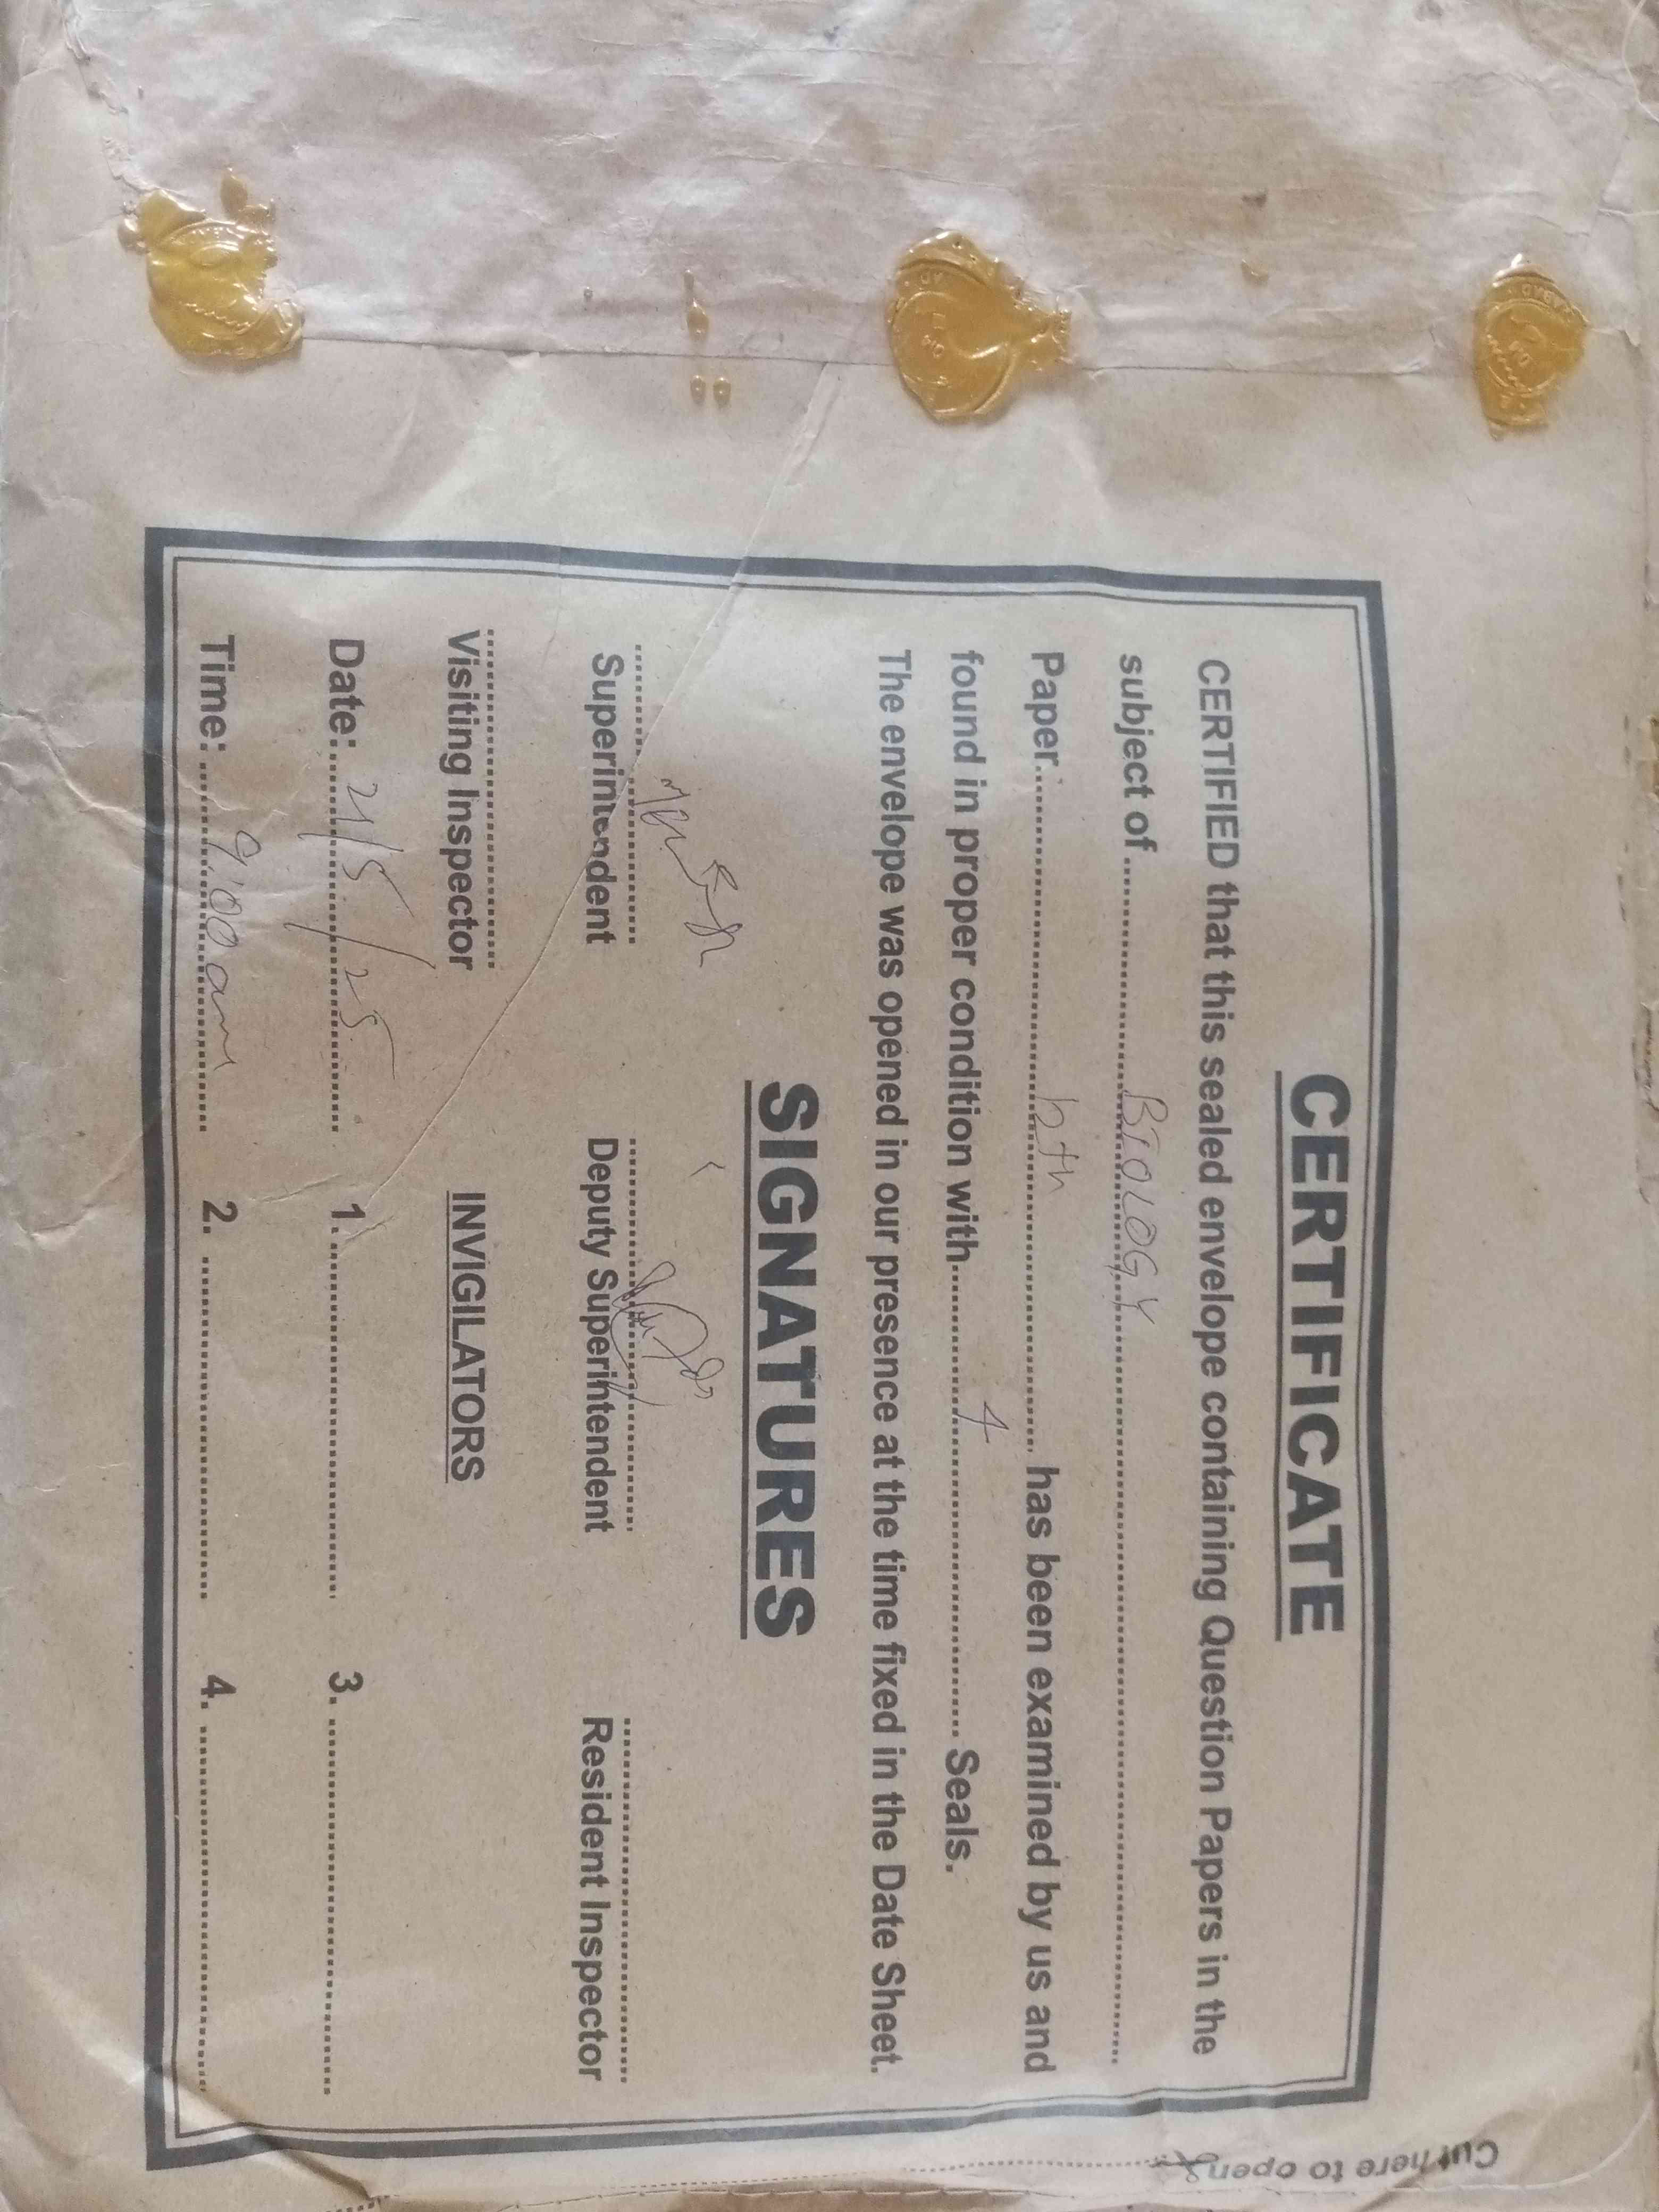 CERTIFICATE
CERTIFIED that this sealed envelope containing Question Papers in the
subject of........BIOLOGY........
Paper........has been examined by us and
found in proper condition with........4........Seals.
The envelope was opened in our presence at the time fixed in the Date Sheet.
SIGNATURES
Superintendent Deputy Superintendent Resident Inspector
Visiting Inspector INVIGILATORS
Date:....21/5/25.... 1................ 3................
Time:....9:00 am.... 2................ 4................
Cut here to open